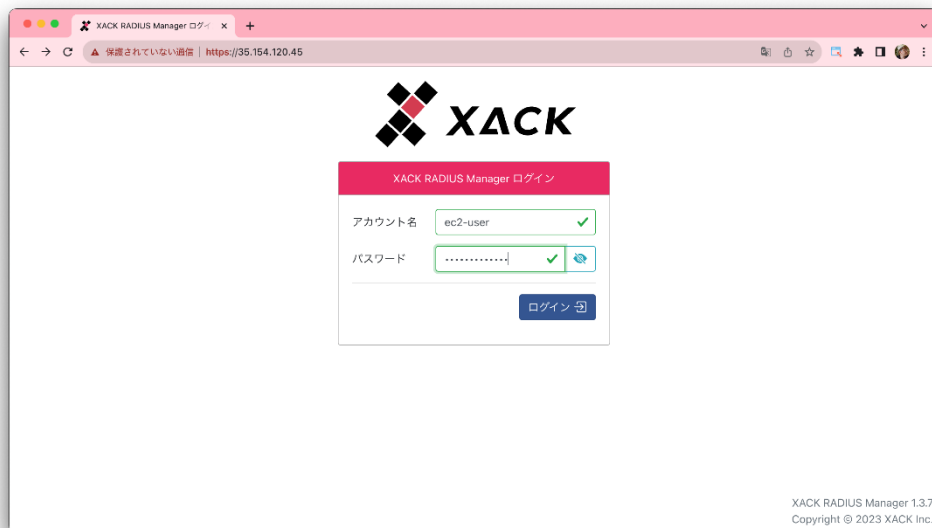 XACK RADIUS Manager ログイ
保護されていない通信 | https://35.154.120.45
XACK
XACK RADIUS Manager ログイン
アカウント名 ec2-user
パスワード ·············
ログイン
XACK RADIUS Manager 1.3.7
Copyright © 2023 XACK Inc.